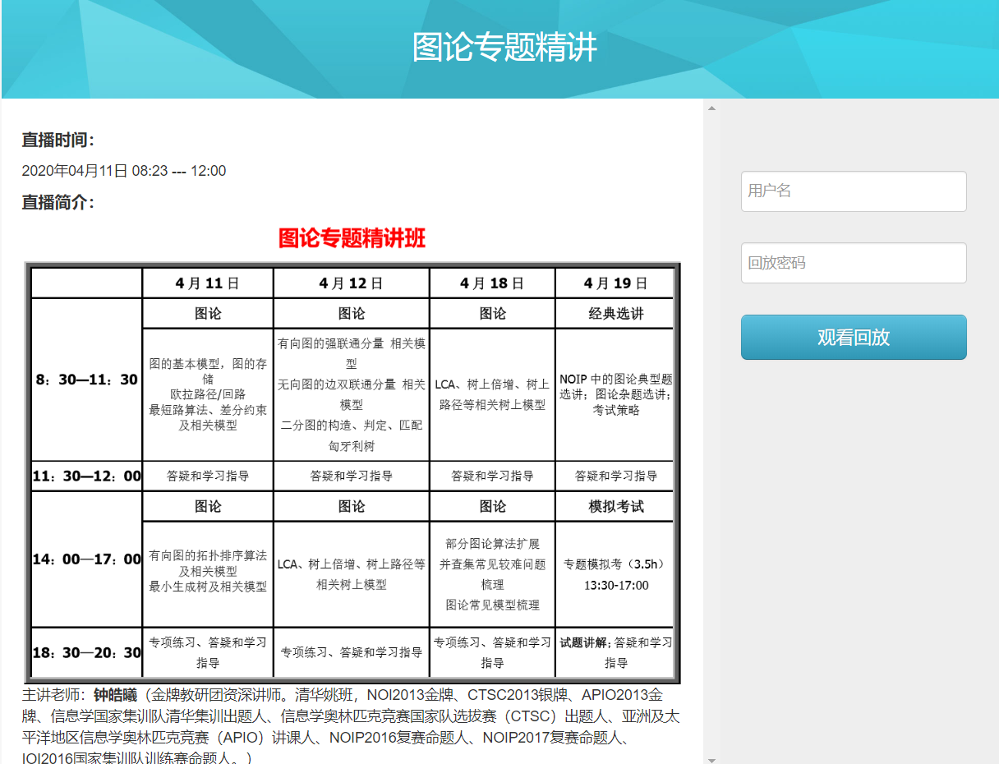 图论专题精讲
直播时间：
2020年04月11日 08:23 --- 12:00
直播简介：
图论专题精讲班
4 月 11 日
4 月 12 日
4 月 18 日
4 月 19 日
8：30—11：30
图论
图论
图论
经典选讲
图的基本模型，图的存
储
欧拉路径/回路
最短路算法、差分约束
及相关模型
有向图的强联通分量 相关模
型
无向图的边双联通分量 相关
模型
二分图的构造、判定、匹配
匈牙利树
LCA、树上倍增、树上
路径等相关树上模型
NOIP 中的图论典型题
选讲；图论杂题选讲；
考试策略
11：30—12：00
答疑和学习指导
答疑和学习指导
答疑和学习指导
答疑和学习指导
14：00—17：00
图论
图论
图论
模拟考试
有向图的拓扑排序算法
及相关模型
最小生成树及相关模型
LCA、树上倍增、树上路径等
相关树上模型
部分图论算法扩展
并查集常见较难问题
梳理
图论常见模型梳理
专题模拟考（3.5h）
13:30-17:00
18：30—20：30
专项练习、答疑和学习
指导
专项练习、答疑和学习指导
专项练习、答疑和学习
指导
试题讲解；答疑和学习
指导
主讲老师：钟皓曦（金牌教研团资深讲师。清华姚班，NOI2013金牌、CTSC2013银牌、APIO2013金
牌、信息学国家集训队清华集训出题人、信息学奥林匹克竞赛国家队选拔赛（CTSC）出题人、亚洲及太
平洋地区信息学奥林匹克竞赛（APIO）讲课人、NOIP2016复赛命题人、NOIP2017复赛命题人、
IOI2016国家集训队训练赛命题人。）
用户名
回放密码
观看回放